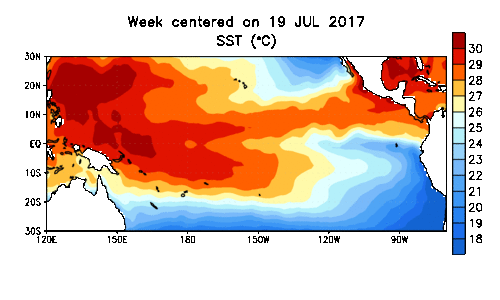 Week centered on 19 JUL 2017
SST (°C)
30N
20N
10N
EQ
10S
20S
30S
120E 150E 180 150W 120W 90W
30
29
28
27
26
25
24
23
22
21
20
19
18